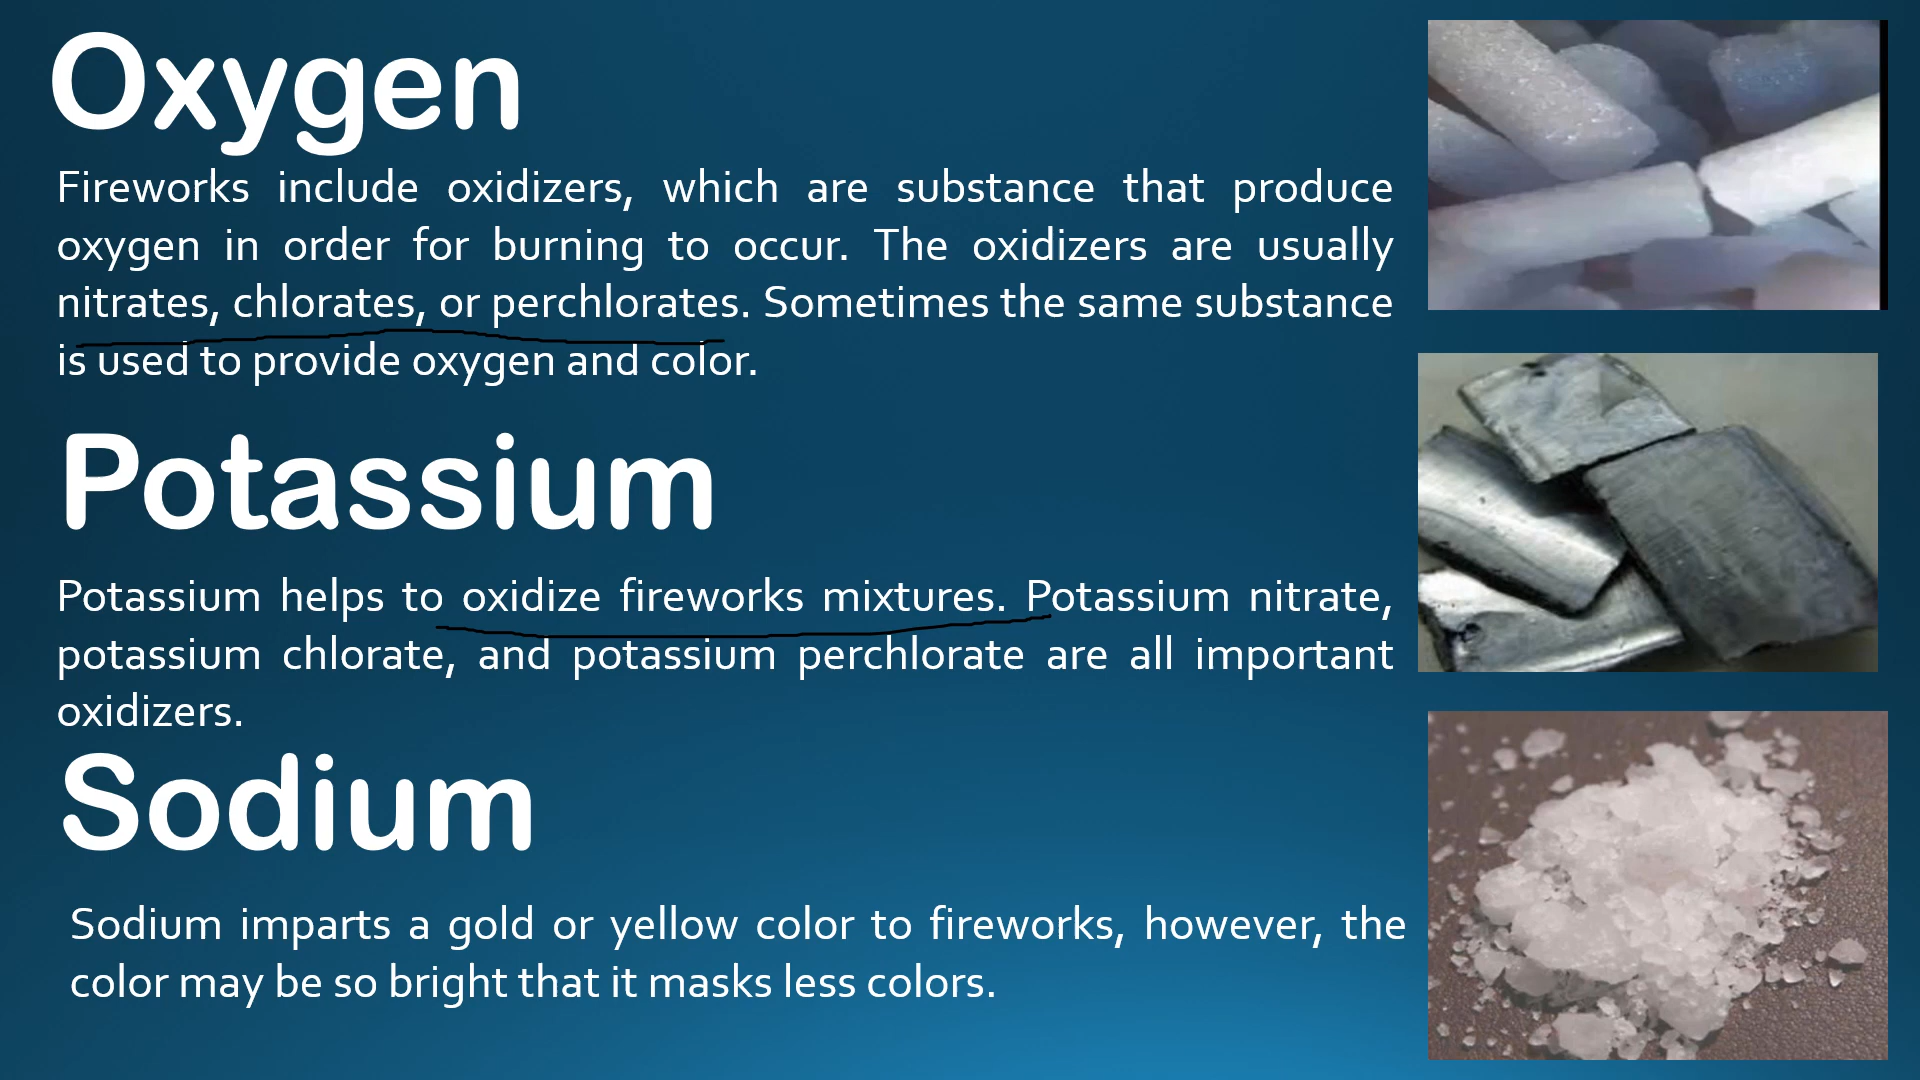 Oxygen
Fireworks include oxidizers, which are substance that produce
oxygen in order for burning to occur. The oxidizers are usually
nitrates, chlorates, or perchlorates. Sometimes the same substance
is used to provide oxygen and color.
Potassium
Potassium helps to oxidize fireworks mixtures. Potassium nitrate,
potassium chlorate, and potassium perchlorate are all important
oxidizers.
Sodium
Sodium imparts a gold or yellow color to fireworks, however, the
color may be so bright that it masks less colors.